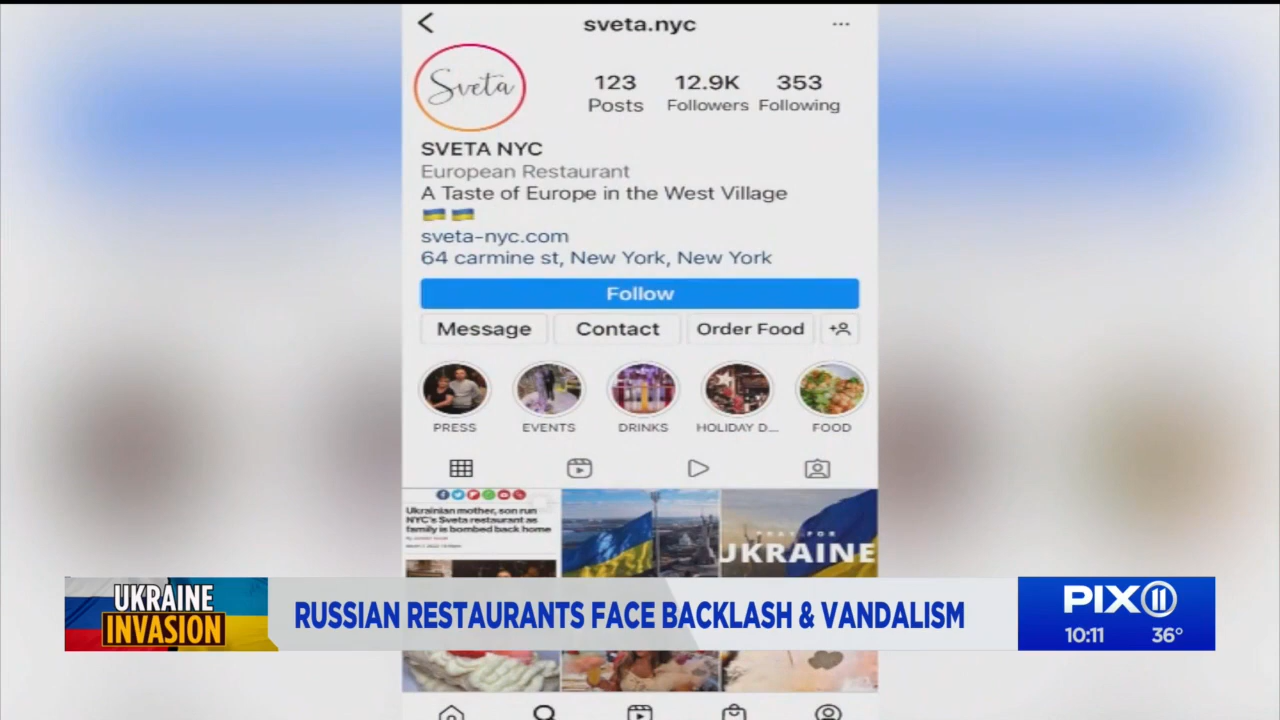 sveta.nyc
Sveta
123 12.9K 353
Posts Followers Following
SVETA NYC
European Restaurant
A Taste of Europe in the West Village
sveta-nyc.com
64 carmine st, New York, New York
Follow
Message Contact Order Food
PRESS EVENTS DRINKS HOLIDAY D... FOOD
Ukrainian mother, son run
NYC's Sveta restaurant as
family is bombed back home
PRAY FOR
UKRAINE
UKRAINE
INVASION
RUSSIAN RESTAURANTS FACE BACKLASH & VANDALISM
PIX11
10:11 36°